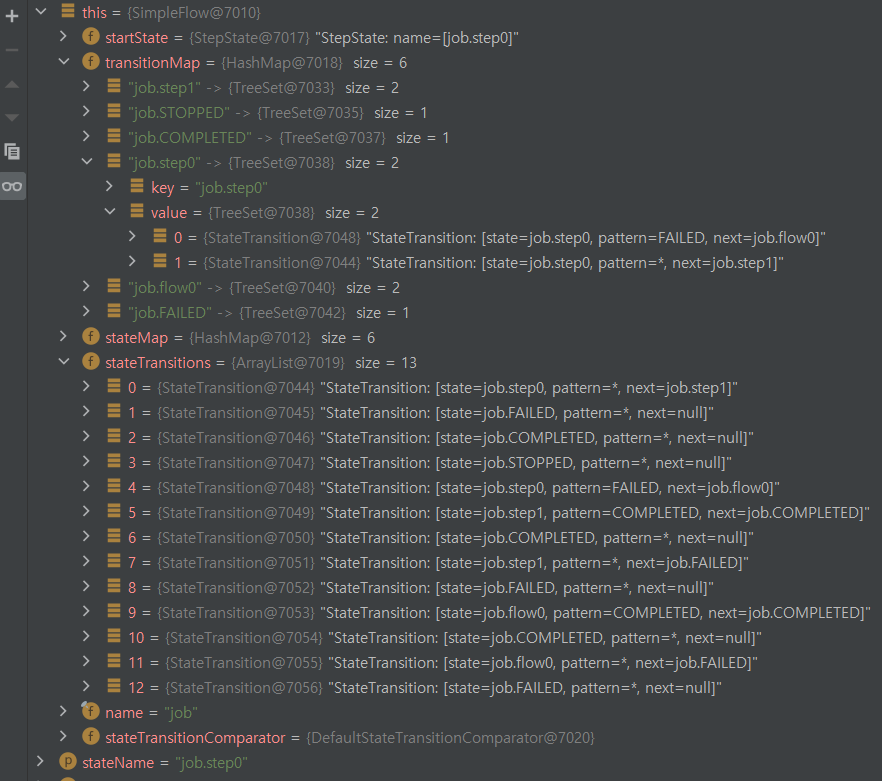 this = {SimpleFlow@7010}
startState = {StepState@7017} "StepState: name=[job.step0]"
transitionMap = {HashMap@7018} size = 6
"job.step1" -> {TreeSet@7033} size = 2
"job.STOPPED" -> {TreeSet@7035} size = 1
"job.COMPLETED" -> {TreeSet@7037} size = 1
"job.step0" -> {TreeSet@7038} size = 2
key = "job.step0"
value = {TreeSet@7038} size = 2
0 = {StateTransition@7048} "StateTransition: [state=job.step0, pattern=FAILED, next=job.flow0]"
1 = {StateTransition@7044} "StateTransition: [state=job.step0, pattern=*, next=job.step1]"
"job.flow0" -> {TreeSet@7040} size = 2
"job.FAILED" -> {TreeSet@7042} size = 1
stateMap = {HashMap@7012} size = 6
stateTransitions = {ArrayList@7019} size = 13
0 = {StateTransition@7044} "StateTransition: [state=job.step0, pattern=*, next=job.step1]"
1 = {StateTransition@7045} "StateTransition: [state=job.FAILED, pattern=*, next=null]"
2 = {StateTransition@7046} "StateTransition: [state=job.COMPLETED, pattern=*, next=null]"
3 = {StateTransition@7047} "StateTransition: [state=job.STOPPED, pattern=*, next=null]"
4 = {StateTransition@7048} "StateTransition: [state=job.step0, pattern=FAILED, next=job.flow0]"
5 = {StateTransition@7049} "StateTransition: [state=job.step1, pattern=COMPLETED, next=job.COMPLETED]"
6 = {StateTransition@7050} "StateTransition: [state=job.COMPLETED, pattern=*, next=null]"
7 = {StateTransition@7051} "StateTransition: [state=job.step1, pattern=*, next=job.FAILED]"
8 = {StateTransition@7052} "StateTransition: [state=job.FAILED, pattern=*, next=null]"
9 = {StateTransition@7053} "StateTransition: [state=job.flow0, pattern=COMPLETED, next=job.COMPLETED]"
10 = {StateTransition@7054} "StateTransition: [state=job.COMPLETED, pattern=*, next=null]"
11 = {StateTransition@7055} "StateTransition: [state=job.flow0, pattern=*, next=job.FAILED]"
12 = {StateTransition@7056} "StateTransition: [state=job.FAILED, pattern=*, next=null]"
name = "job"
stateTransitionComparator = {DefaultStateTransitionComparator@7020}
stateName = "job.step0"